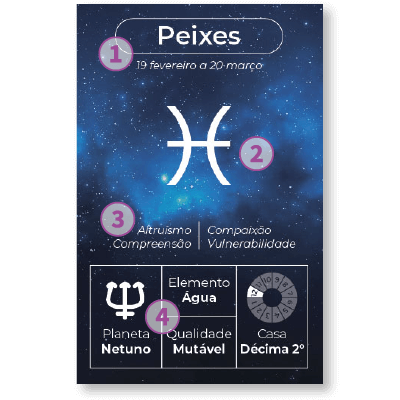 Peixes
1
19 fevereiro a 20 março
2
3
Altruísmo Compaixão
Compreensão Vulnerabilidade
Elemento
Água
4
Planeta Qualidade Casa
Netuno Mutável Décima 2º